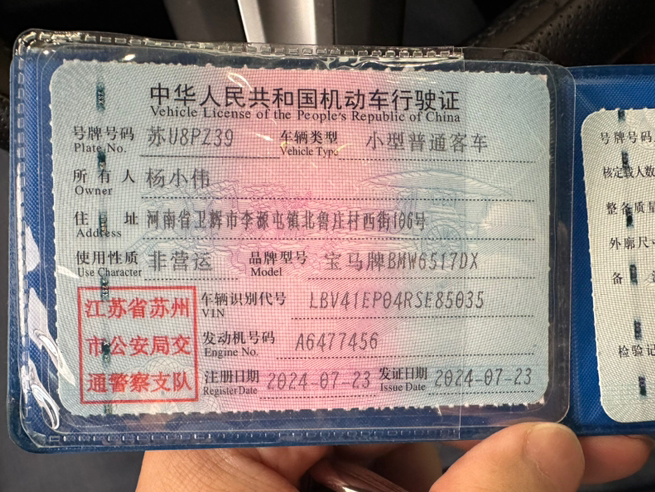 中华人民共和国机动车行驶证
Vehicle License of the People's Republic of China
号牌号码 苏U8PZ39 车辆类型 小型普通客车
Plate No. Vehicle Type
所有人 杨小伟
Owner
住址 河南省卫辉市李源屯镇北鲁庄村西街106号
Address
使用性质 非营运 品牌型号 宝马牌BMW6517DX
Use Character Model
江苏省苏州
市公安局交
通警察支队
车辆识别代号 LBV41EP04RSE85035
VIN
发动机号码 A6477456
Engine No.
注册日期 2024-07-23 发证日期 2024-07-23
Register Date Issue Date
号牌号码
核定载人数
整备质量
外廓尺寸
备
检验记